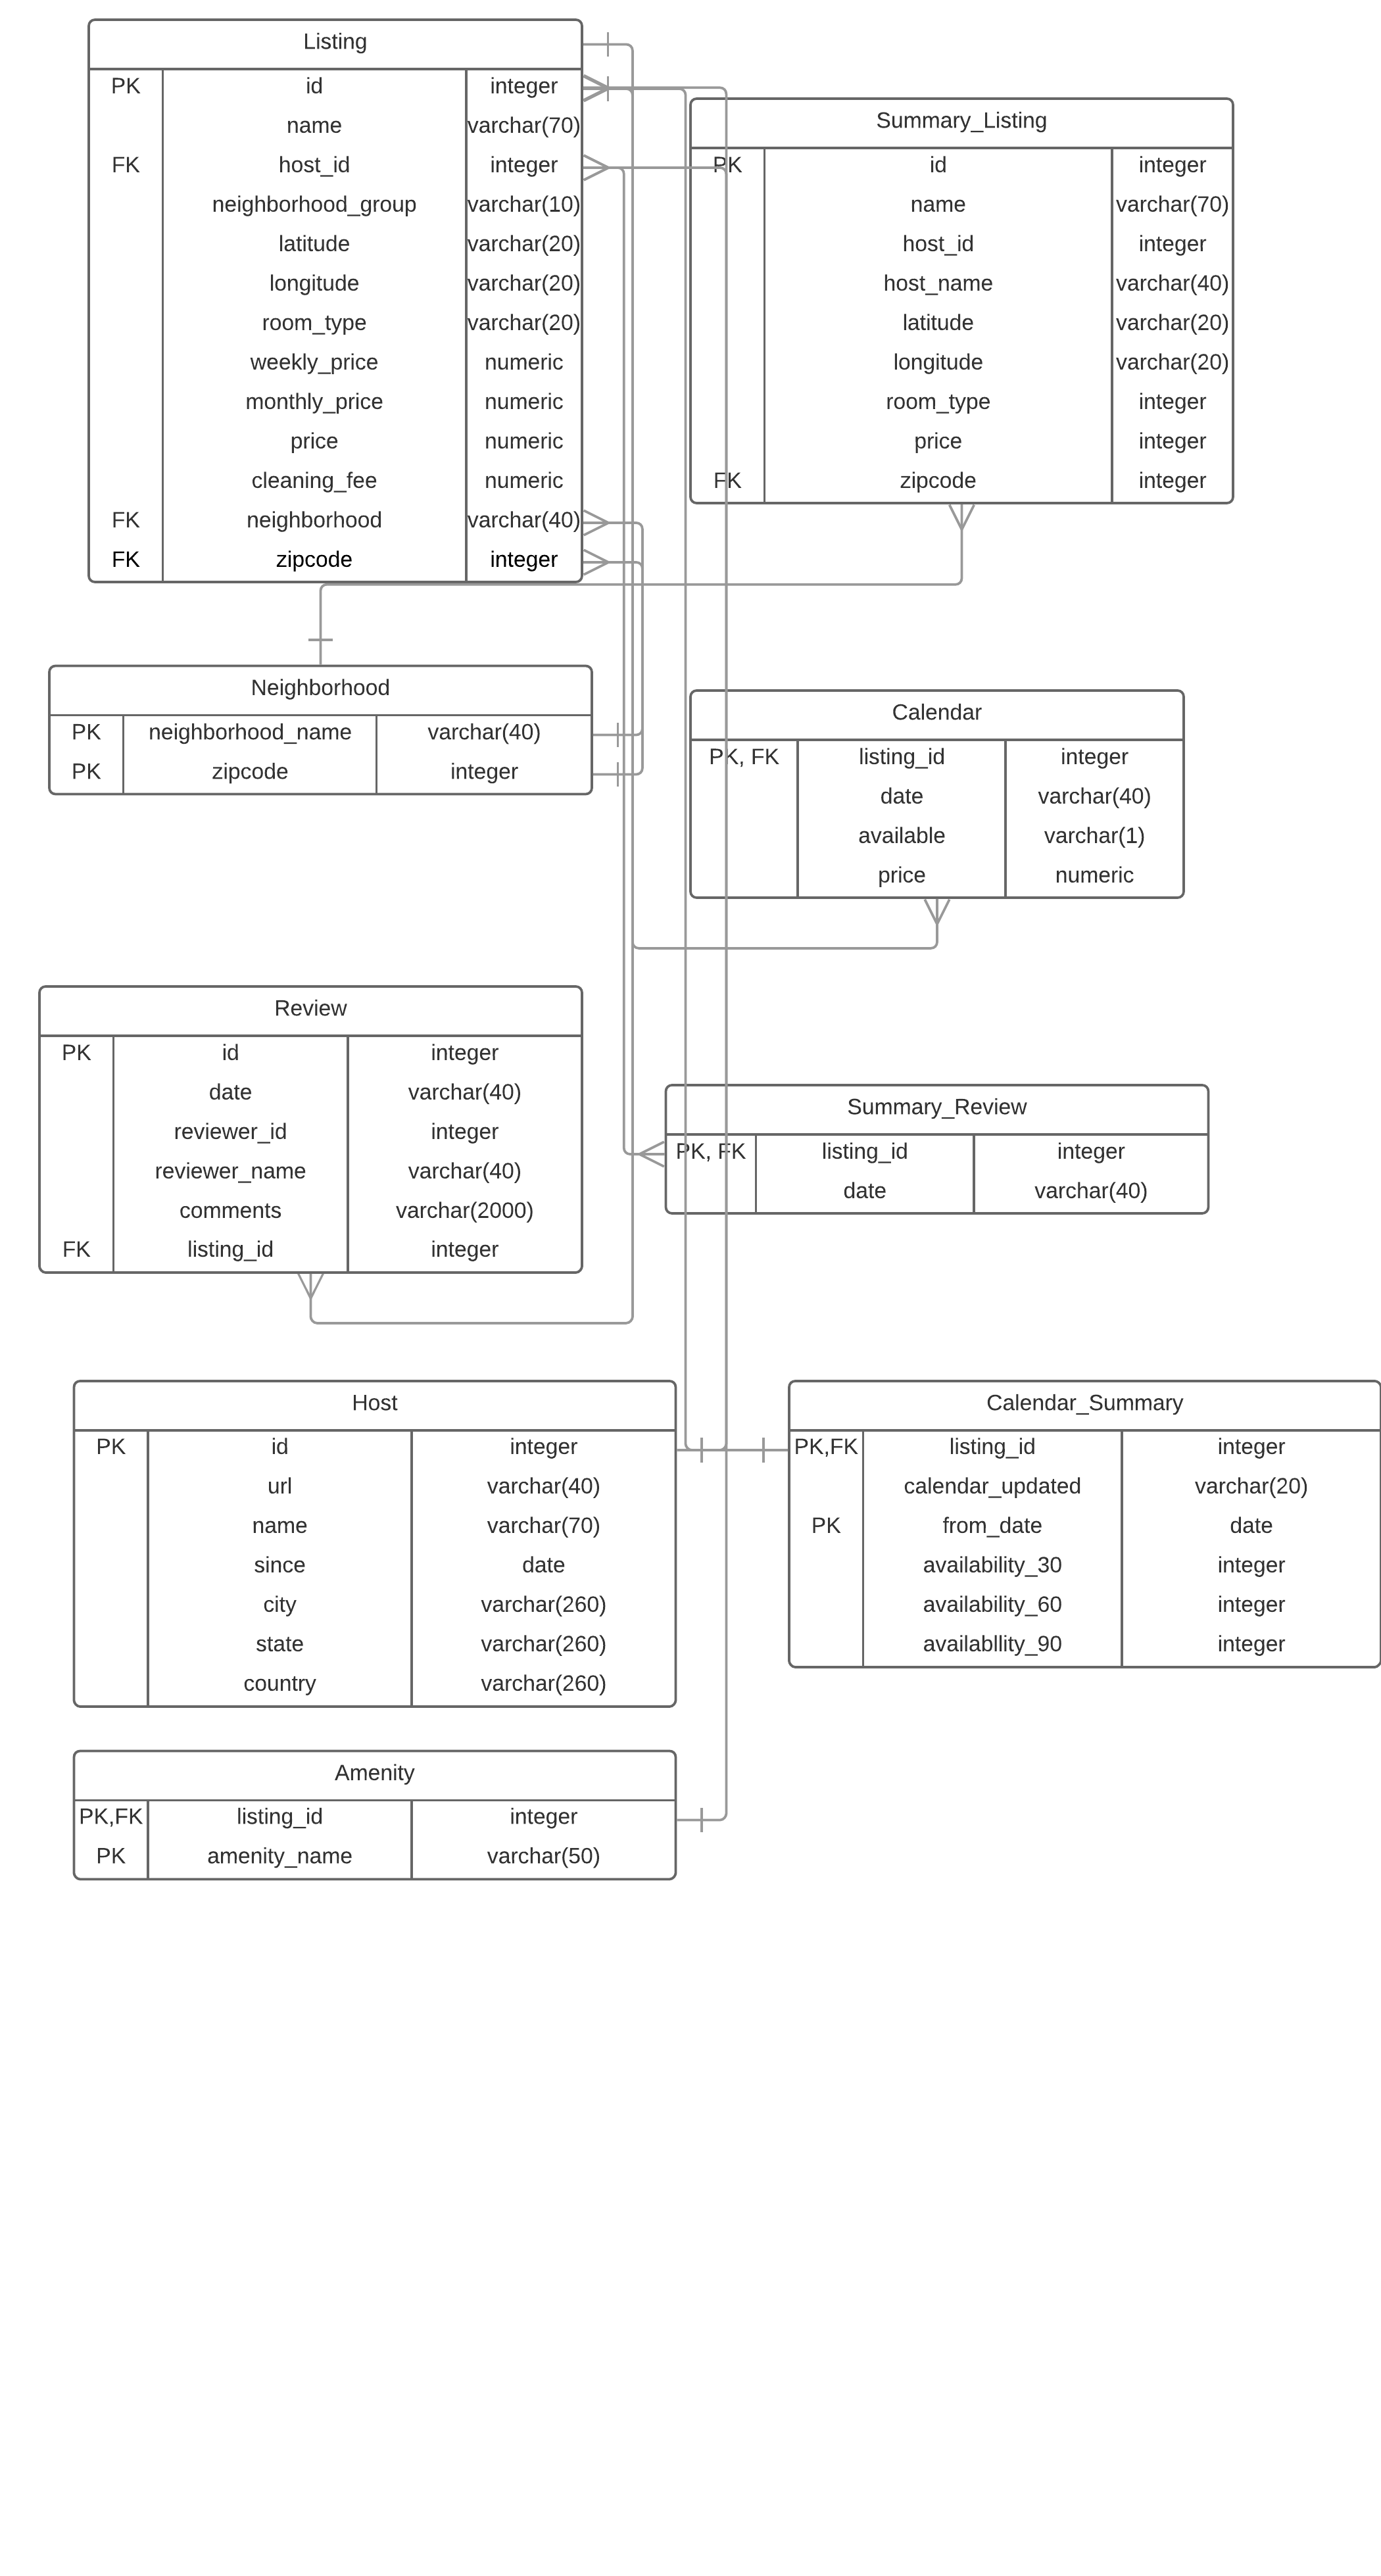 Listing
PK id integer
name varchar(70)
FK host_id integer
neighborhood_group varchar(10)
latitude varchar(20)
longitude varchar(20)
room_type varchar(20)
weekly_price numeric
monthly_price numeric
price numeric
cleaning_fee numeric
FK neighborhood varchar(40)
FK zipcode integer
Summary_Listing
PK id integer
name varchar(70)
host_id integer
host_name varchar(40)
latitude varchar(20)
longitude varchar(20)
room_type integer
price integer
FK zipcode integer
Neighborhood
PK neighborhood_name varchar(40)
PK zipcode integer
Calendar
PK, FK listing_id integer
date varchar(40)
available varchar(1)
price numeric
Review
PK id integer
date varchar(40)
reviewer_id integer
reviewer_name varchar(40)
comments varchar(2000)
FK listing_id integer
Summary_Review
PK, FK listing_id integer
date varchar(40)
Host
PK id integer
url varchar(40)
name varchar(70)
since date
city varchar(260)
state varchar(260)
country varchar(260)
Calendar_Summary
PK,FK listing_id integer
calendar_updated varchar(20)
PK from_date date
availability_30 integer
availability_60 integer
availabllity_90 integer
Amenity
PK,FK listing_id integer
PK amenity_name varchar(50)